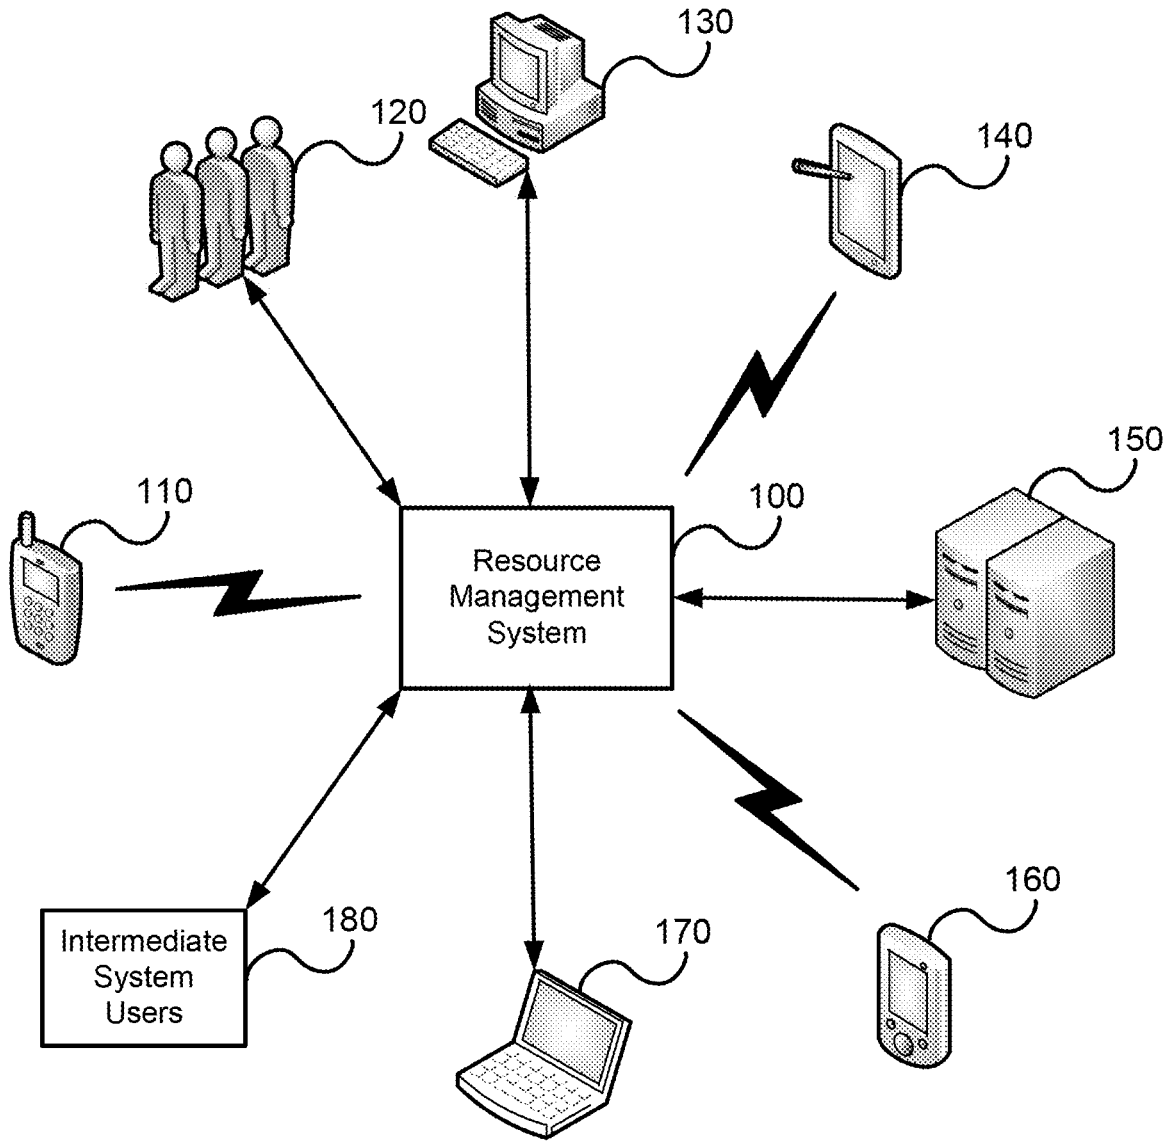 130
120
140
150
110
100
Resource
Management
System
160
180
170
Intermediate
System
Users